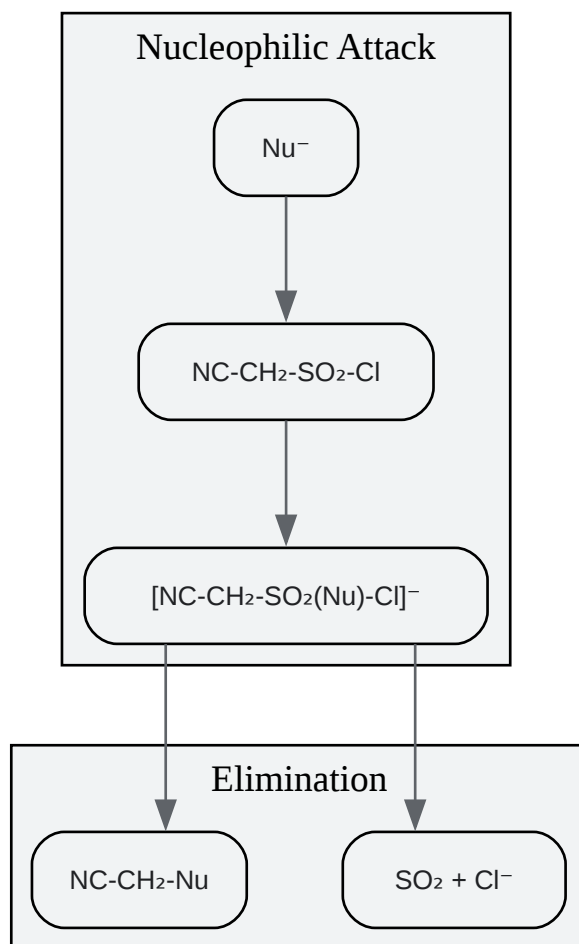 Nucleophilic Attack
Nu⁻
NC-CH₂-SO₂-Cl
[NC-CH₂-SO₂(Nu)-Cl]⁻
Elimination
NC-CH₂-Nu
SO₂ + Cl⁻